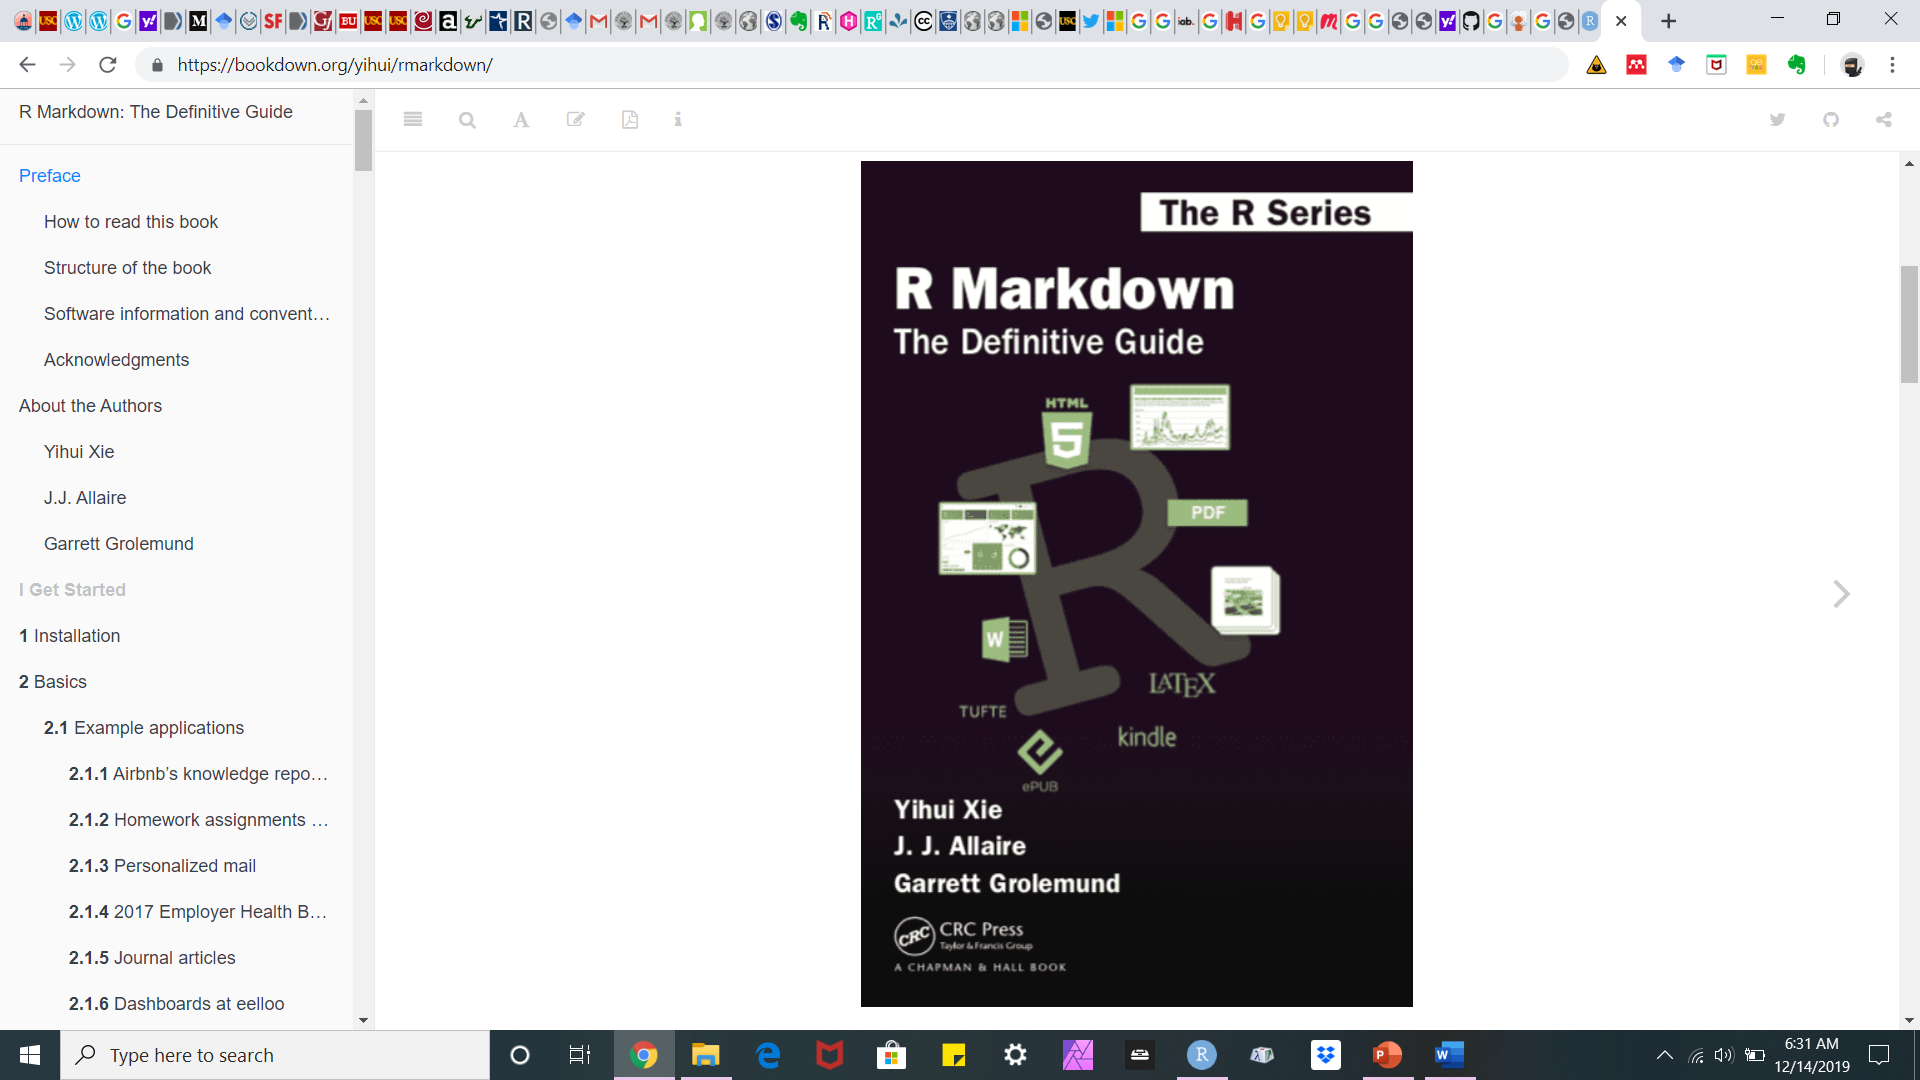 https://bookdown.org/yihui/rmarkdown/
R Markdown: The Definitive Guide
Preface
How to read this book
Structure of the book
Software information and convent…
Acknowledgments
About the Authors
Yihui Xie
J.J. Allaire
Garrett Grolemund
I Get Started
1 Installation
2 Basics
2.1 Example applications
2.1.1 Airbnb’s knowledge repo…
2.1.2 Homework assignments …
2.1.3 Personalized mail
2.1.4 2017 Employer Health B…
2.1.5 Journal articles
2.1.6 Dashboards at eelloo
The R Series
R Markdown
The Definitive Guide
HTML
5
PDF
W
LATEX
TUFTE
kindle
ePUB
Yihui Xie
J. J. Allaire
Garrett Grolemund
CRC
CRC Press
Taylor & Francis Group
A CHAPMAN & HALL BOOK
Type here to search
6:31 AM
12/14/2019